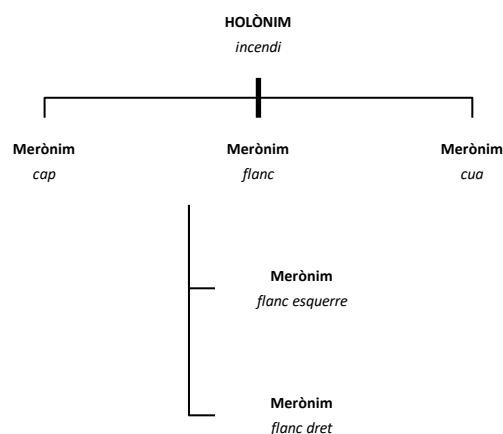 HOLÒNIM
incendi
Merònim
cap
Merònim
flanc
Merònim
cua
Merònim
flanc esquerre
Merònim
flanc dret